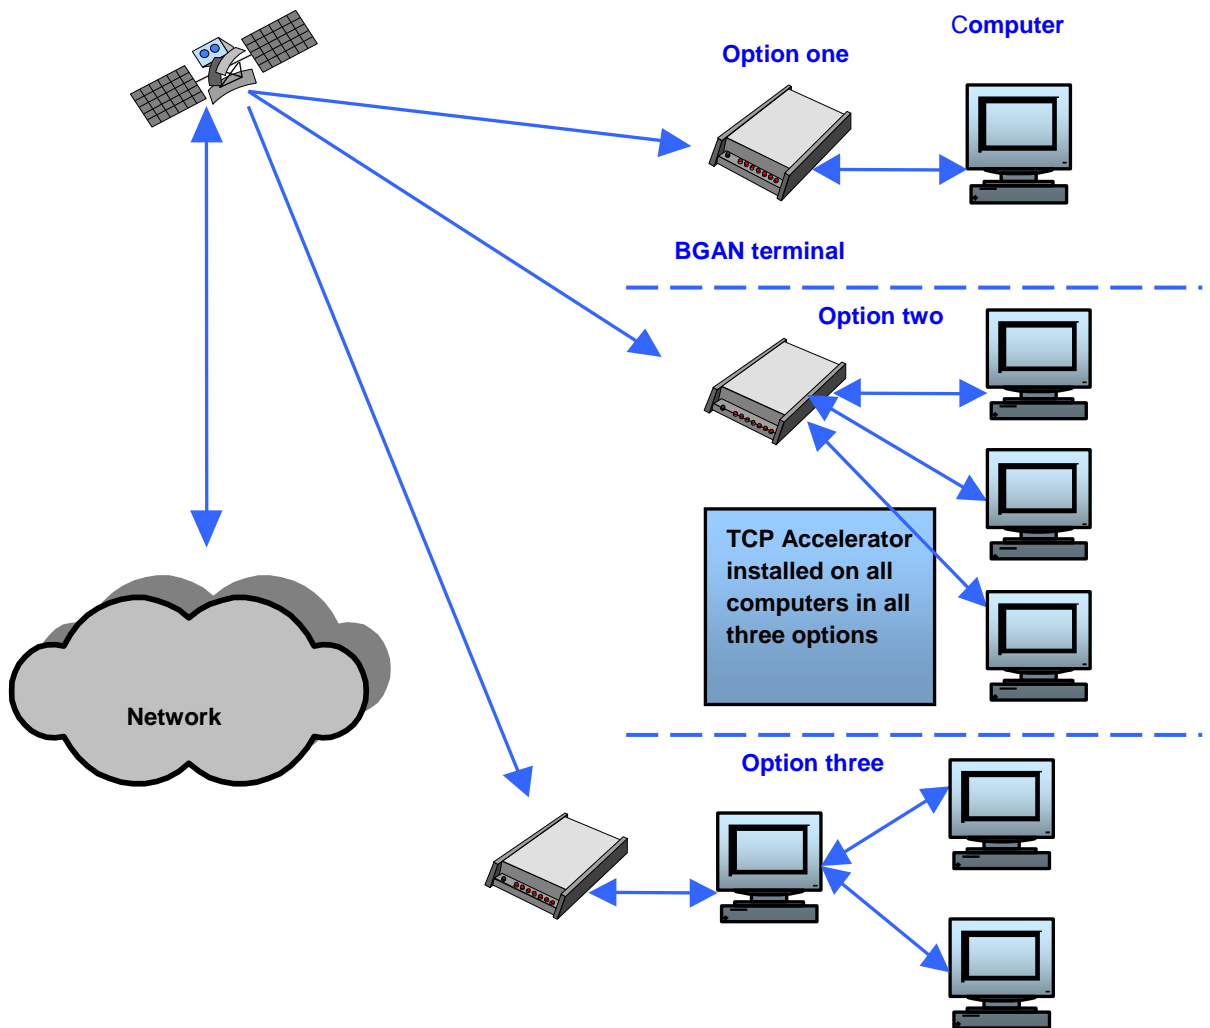 Computer
Option one
BGAN terminal
Option two
TCP Accelerator
installed on all
computers in all
three options
Network
Option three